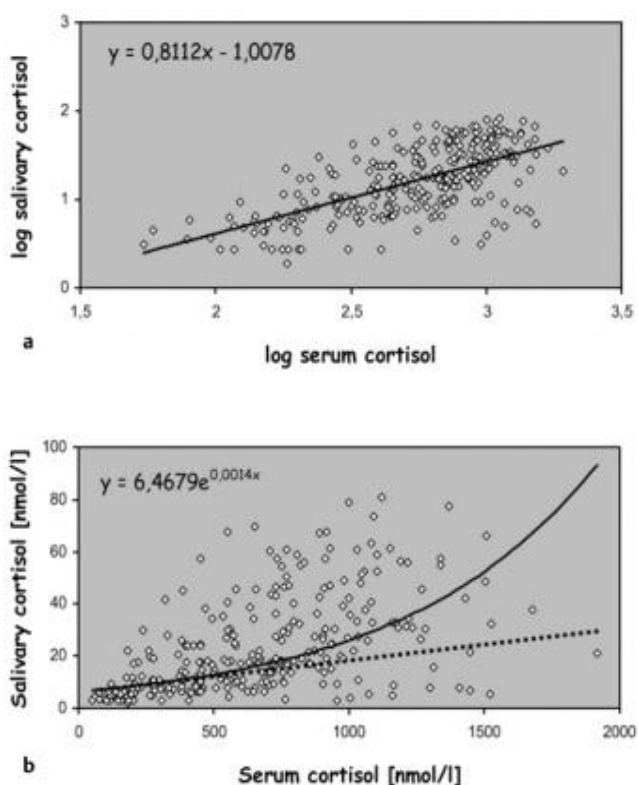 3
y = 0,8112x - 1,0078
2
1
0
log salivary cortisol
1,5 2 2,5 3 3,5
a
log serum cortisol
100
y = 6,4679e^0,0014x
80
60
40
20
0
Salivary cortisol [nmol/l]
0 500 1000 1500 2000
b
Serum cortisol [nmol/l]